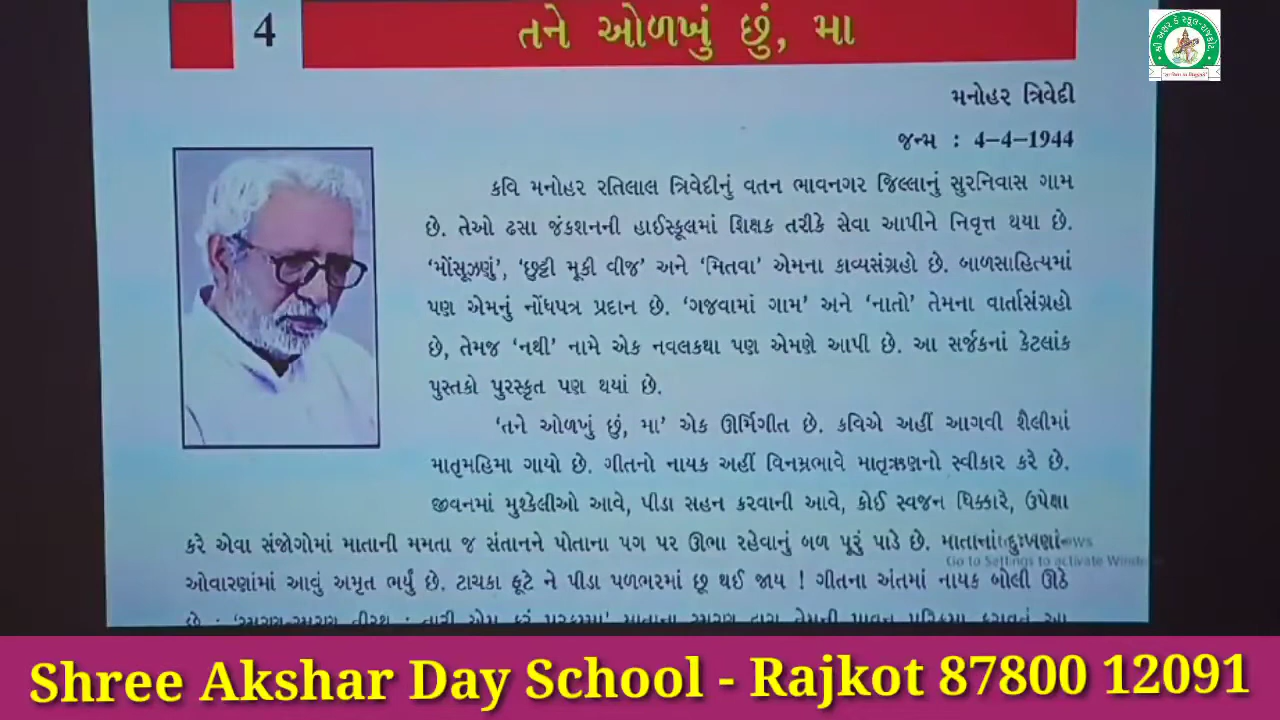 4
તને ઓળખું છું, મા
શ્રી અક્ષર ડે સ્કૂલ-રાજકોટ
મનોહર ત્રિવેદી
જન્મ : 4–4–1944
કવિ મનોહર રતિલાલ ત્રિવેદીનું વતન ભાવનગર જિલ્લાનું સુરનિવાસ ગામ
છે. તેઓ ઢસા જંકશનની હાઈસ્કૂલમાં શિક્ષક તરીકે સેવા આપીને નિવૃત્ત થયા છે.
‘મોંસૂઝણું’, ‘છુટ્ટી મૂકી વીજ’ અને ‘મિતવા’ એમના કાવ્યસંગ્રહો છે. બાળસાહિત્યમાં
પણ એમનું નોંધપત્ર પ્રદાન છે. ‘ગજવામાં ગામ’ અને ‘નાતો’ તેમના વાર્તાસંગ્રહો
છે, તેમજ ‘નથી’ નામે એક નવલકથા પણ એમણે આપી છે. આ સર્જકનાં કેટલાંક
પુસ્તકો પુરસ્કૃત પણ થયાં છે.
‘તને ઓળખું છું, મા’ એક ઊર્મિગીત છે. કવિએ અહીં આગવી શૈલીમાં
માતૃમહિમા ગાયો છે. ગીતનો નાયક અહીં વિનમ્રભાવે માતૃઋણનો સ્વીકાર કરે છે.
જીવનમાં મુશ્કેલીઓ આવે, પીડા સહન કરવાની આવે, કોઈ સ્વજન ધિક્કારે, ઉપેક્ષા
કરે એવા સંજોગોમાં માતાની મમતા જ સંતાનને પોતાના પગ પર ઊભા રહેવાનું બળ પૂરું પાડે છે. માતાનાં દુઃખણાં-
ઓવારણાંમાં આવું અમૃત ભર્યું છે. ટાચકા ફૂટે ને પીડા પળભરમાં છૂ થઈ જાય ! ગીતના અંતમાં નાયક બોલી ઊઠે
Go to Settings to activate Windows
Shree Akshar Day School - Rajkot 87780 12091